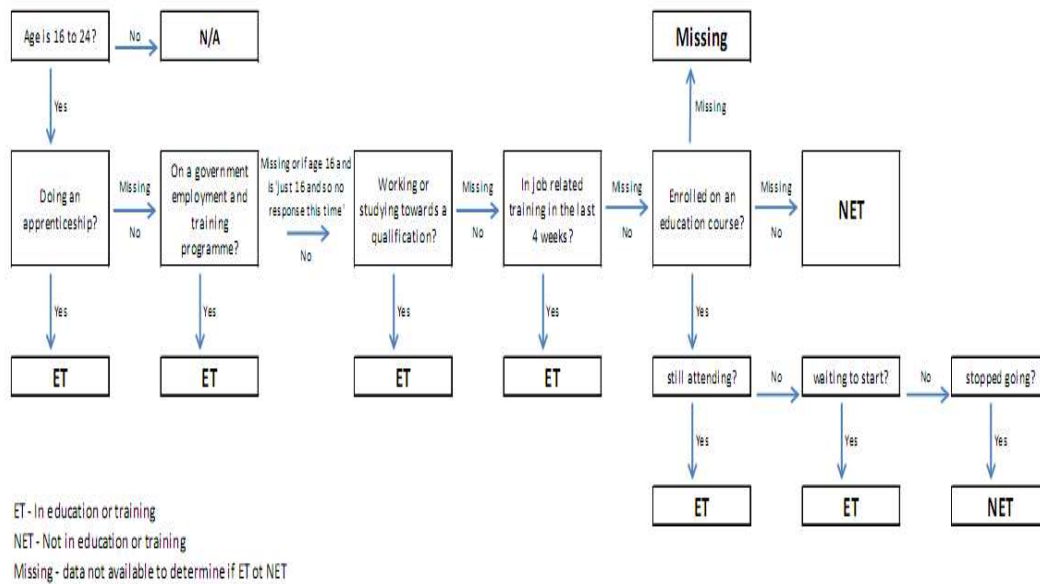 Age is 16 to 24?
No
N/A
Missing
Yes
Missing
Doing an
apprenticeship?
Missing
No
On a government
employment and
training
programme?
Missing or if age 16 and
is 'just 16 and so no
response this time'
No
Working or
studying towards a
qualification?
Missing
No
In job related
training in the last
4 weeks?
Missing
No
Enrolled on an
education course?
Missing
No
NET
Yes
Yes
Yes
Yes
Yes
ET
ET
ET
ET
still attending?
No
waiting to start?
No
stopped going?
Yes
Yes
Yes
ET
ET
NET
ET - In education or training
NET - Not in education or training
Missing - data not available to determine if ET ot NET